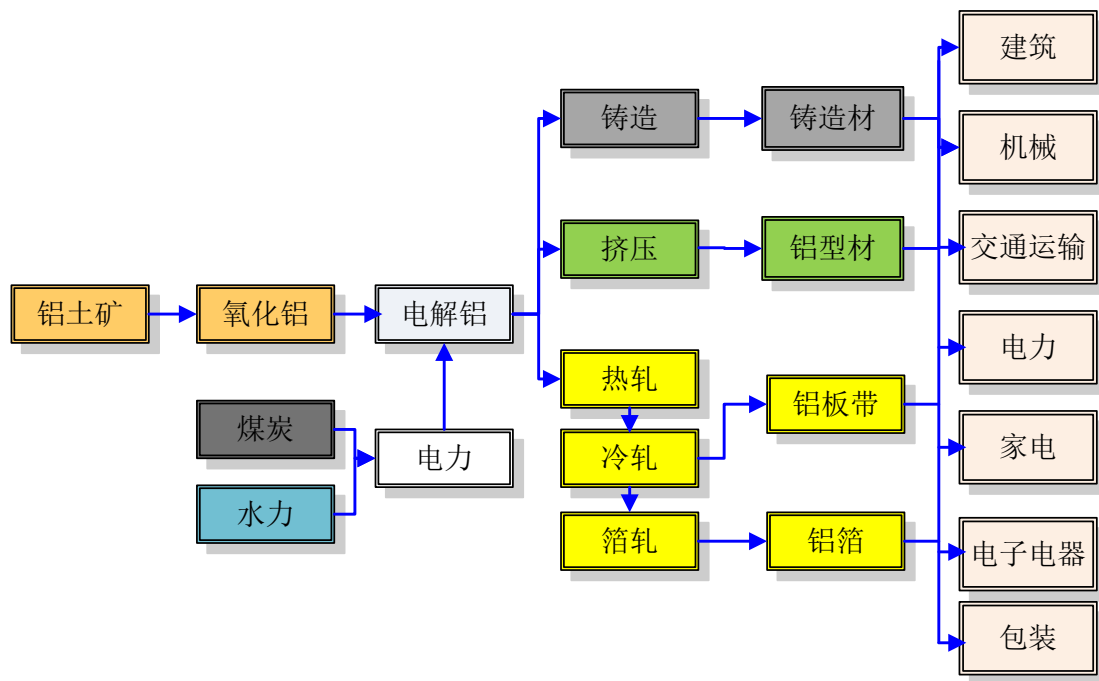 铝土矿
氧化铝
电解铝
煤炭
水力
电力
铸造
铸造材
挤压
铝型材
热轧
冷轧
铝板带
箔轧
铝箔
建筑
机械
交通运输
电力
家电
电子电器
包装